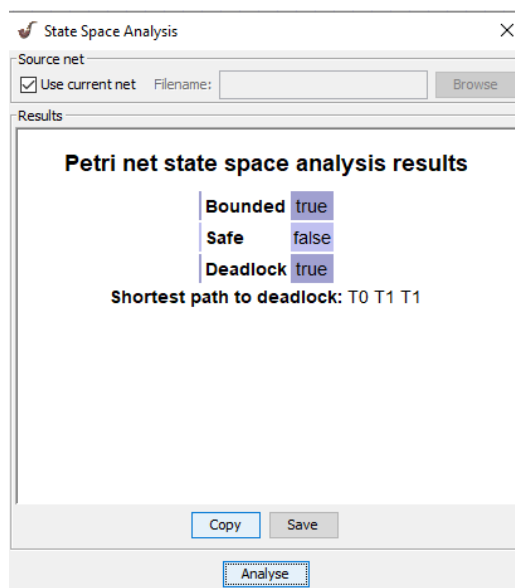 State Space Analysis
Source net
Use current net Filename: Browse
Results
Petri net state space analysis results
Bounded true
Safe false
Deadlock true
Shortest path to deadlock: T0 T1 T1
Copy Save
Analyse